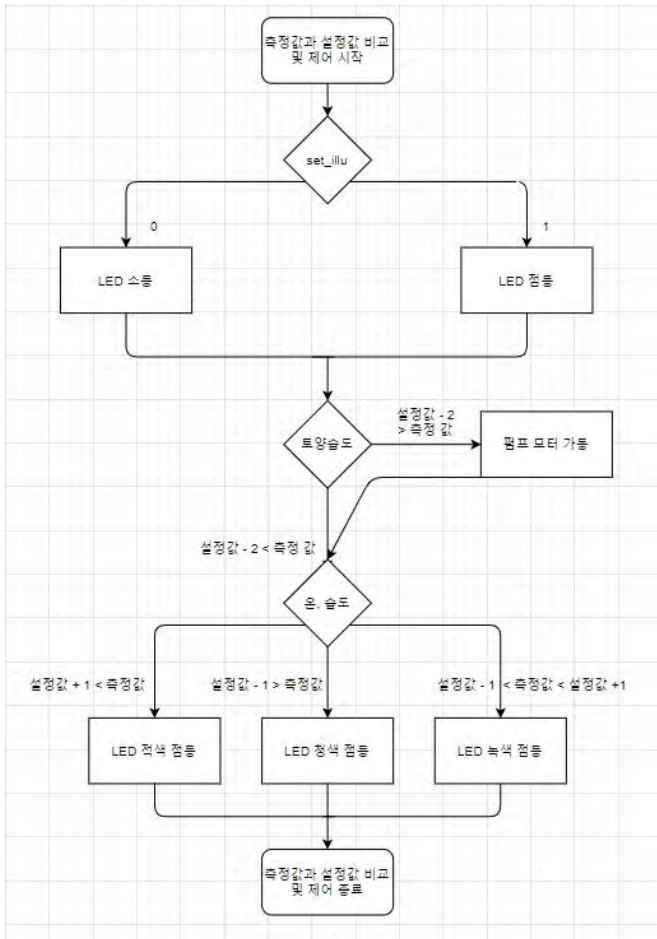 측정값과 설정값 비교
및 제어 시작
set_illu
0
1
LED 소등
LED 점등
설정값 - 2
> 측정 값
토양습도
펌프 모터 가동
설정값 - 2 < 측정 값
온, 습도
설정값 + 1 < 측정값
설정값 - 1 > 측정값
설정값 - 1 < 측정값 < 설정값 +1
LED 적색 점등
LED 청색 점등
LED 녹색 점등
측정값과 설정값 비교
및 제어 종료